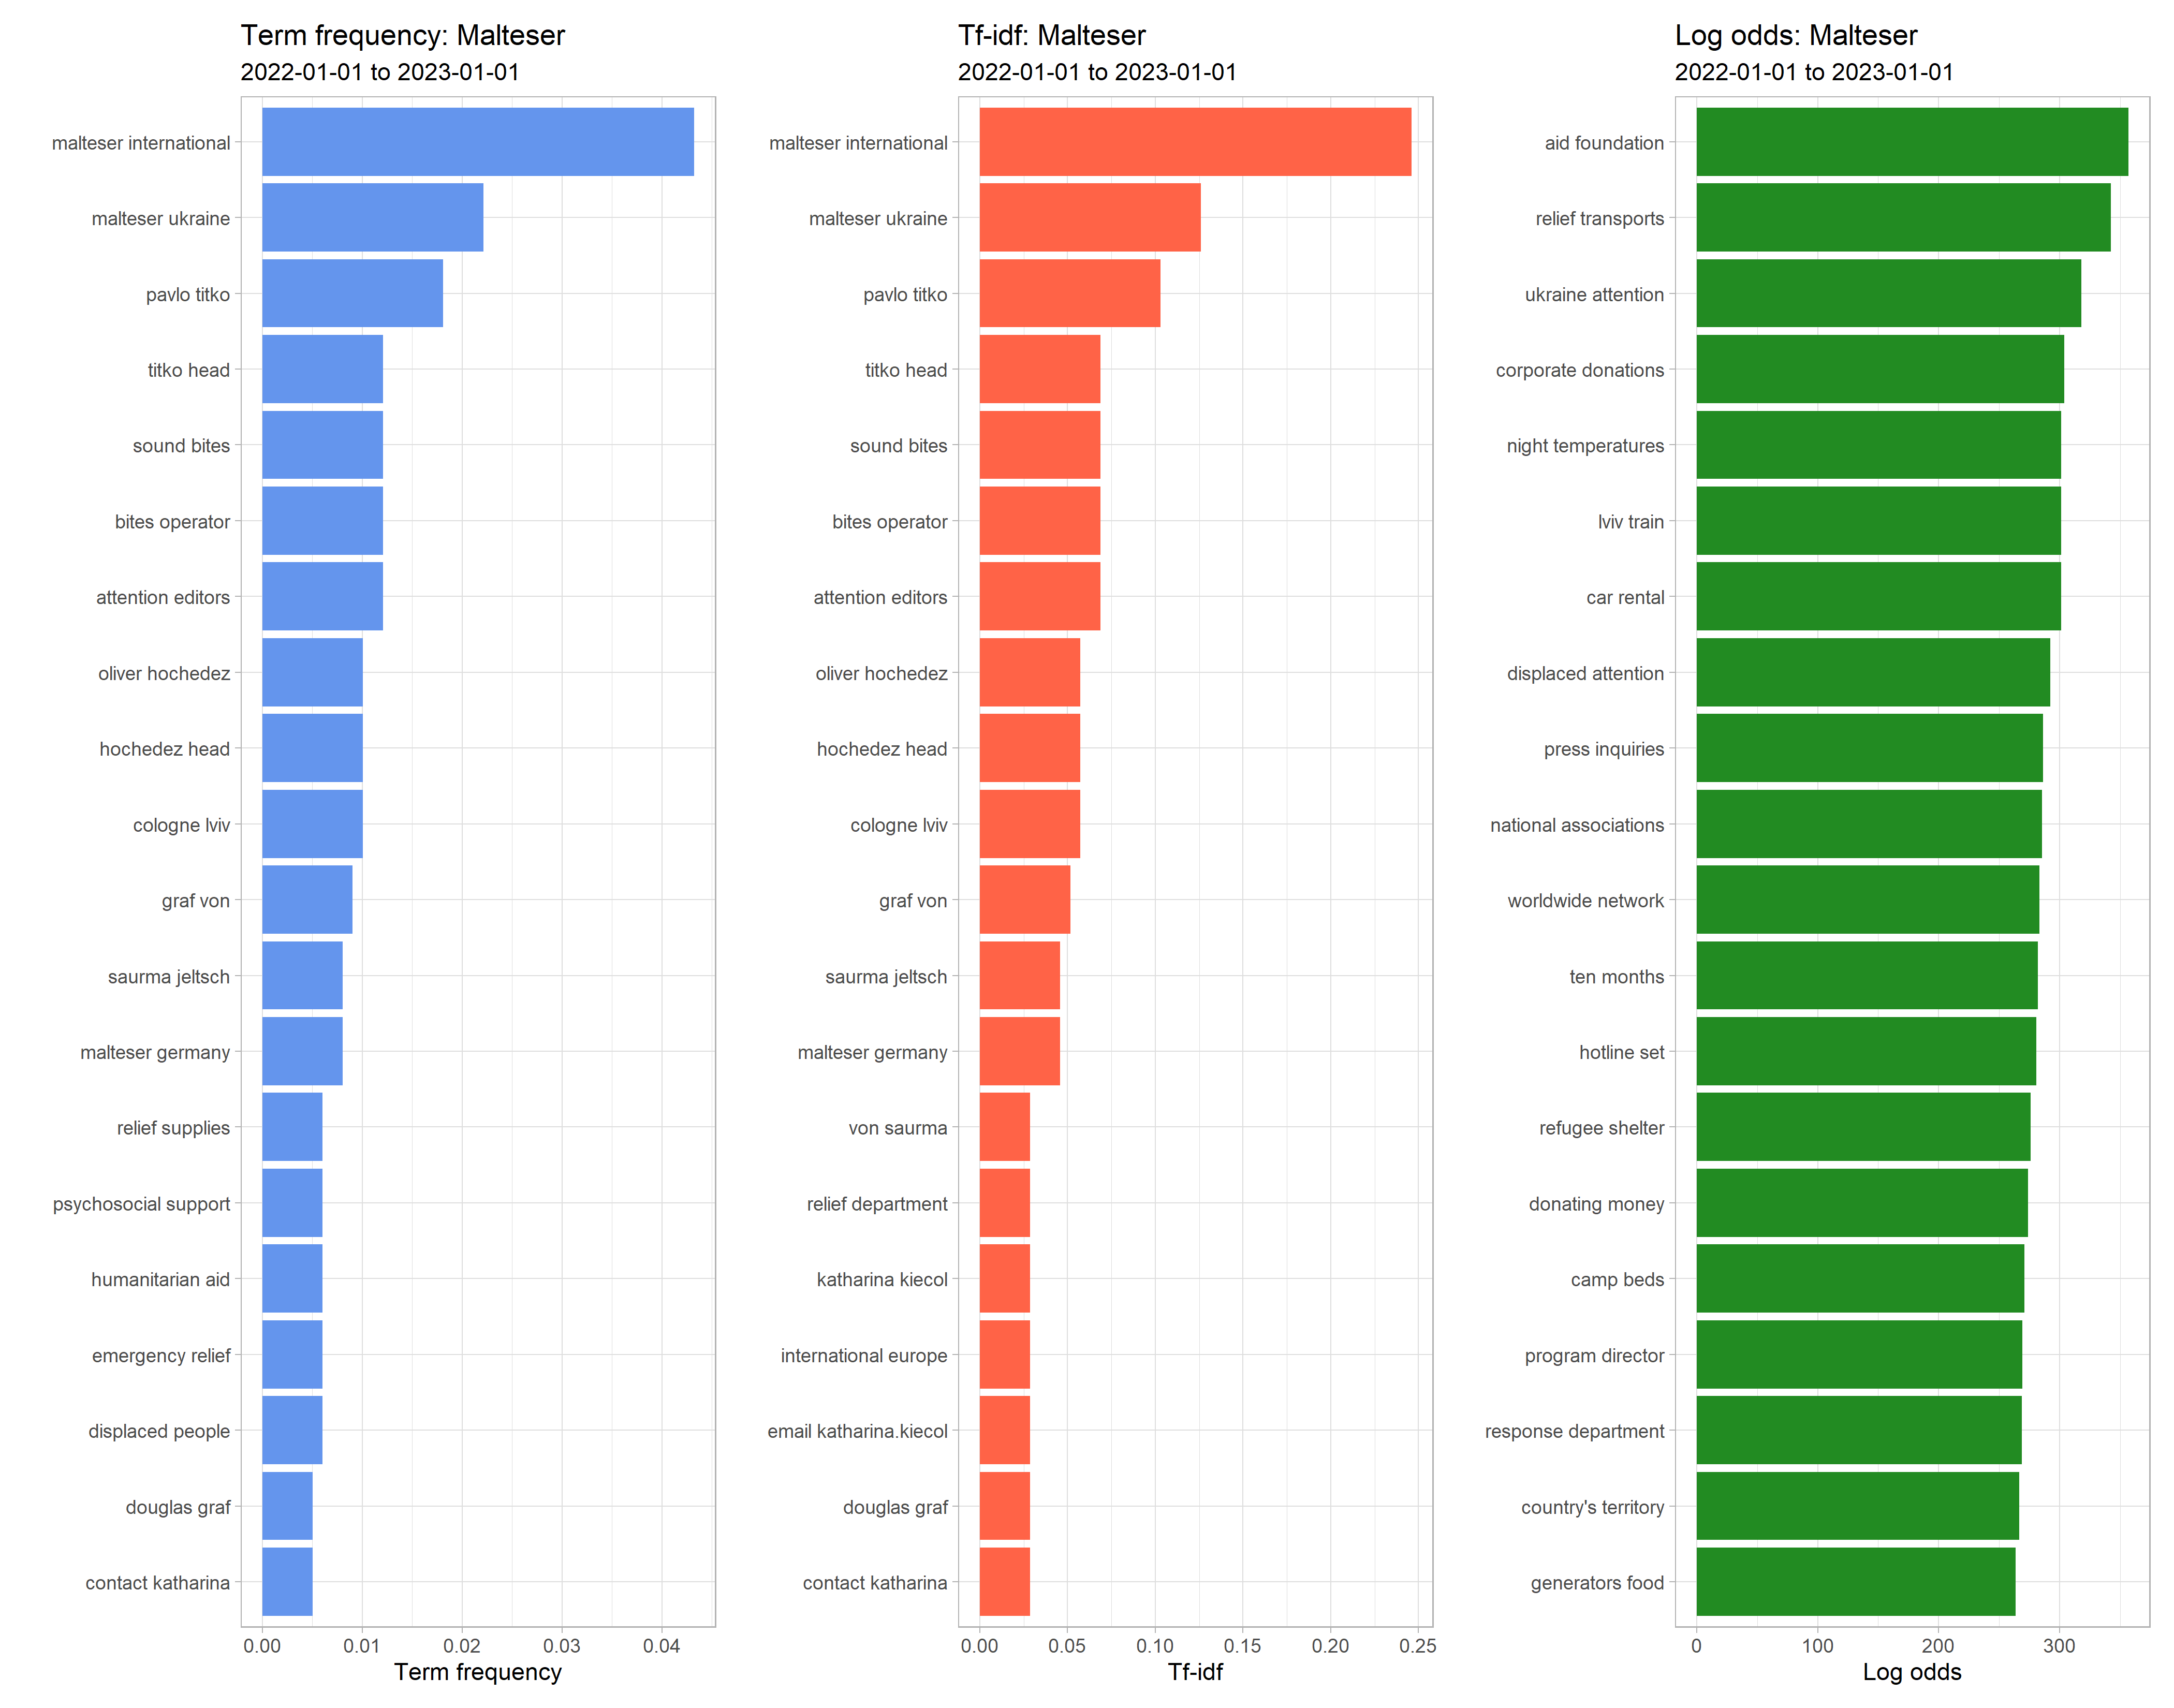 Term frequency: Malteser
2022-01-01 to 2023-01-01
malteser international
malteser ukraine
pavlo titko
titko head
sound bites
bites operator
attention editors
oliver hochedez
hochedez head
cologne lviv
graf von
saurma jeltsch
malteser germany
relief supplies
psychosocial support
humanitarian aid
emergency relief
displaced people
douglas graf
contact katharina
0.00 0.01 0.02 0.03 0.04
Term frequency
Tf-idf: Malteser
2022-01-01 to 2023-01-01
malteser international
malteser ukraine
pavlo titko
titko head
sound bites
bites operator
attention editors
oliver hochedez
hochedez head
cologne lviv
graf von
saurma jeltsch
malteser germany
von saurma
relief department
katharina kiecol
international europe
email katharina.kiecol
douglas graf
contact katharina
0.00 0.05 0.10 0.15 0.20 0.25
Tf-idf
Log odds: Malteser
2022-01-01 to 2023-01-01
aid foundation
relief transports
ukraine attention
corporate donations
night temperatures
lviv train
car rental
displaced attention
press inquiries
national associations
worldwide network
ten months
hotline set
refugee shelter
donating money
camp beds
program director
response department
country's territory
generators food
0 100 200 300
Log odds